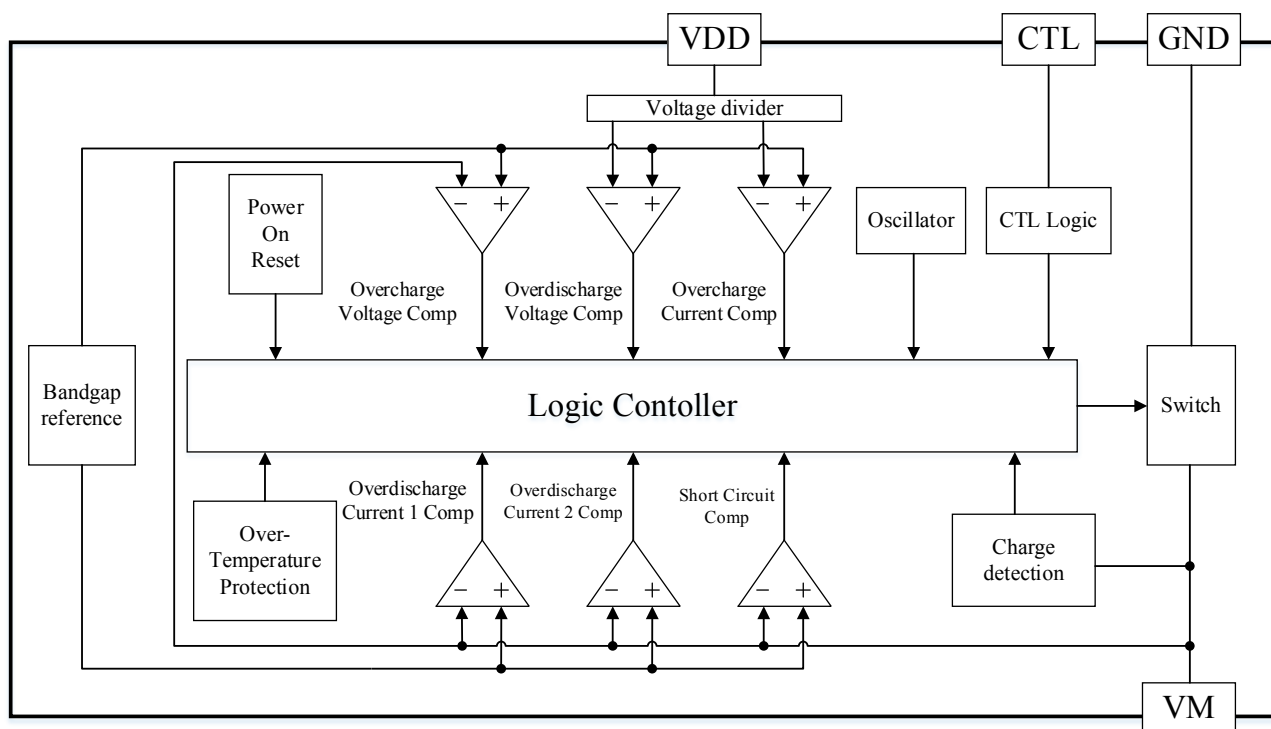 VDD
CTL
GND
Voltage divider
Power
On
Reset
− +
− +
− +
Oscillator
CTL Logic
Overcharge
Voltage Comp
Overdischarge
Voltage Comp
Overcharge
Current Comp
Bandgap
reference
Logic Contoller
Switch
Over-
Temperature
Protection
Overdischarge
Current 1 Comp
Overdischarge
Current 2 Comp
Short Circuit
Comp
− +
− +
− +
Charge
detection
VM